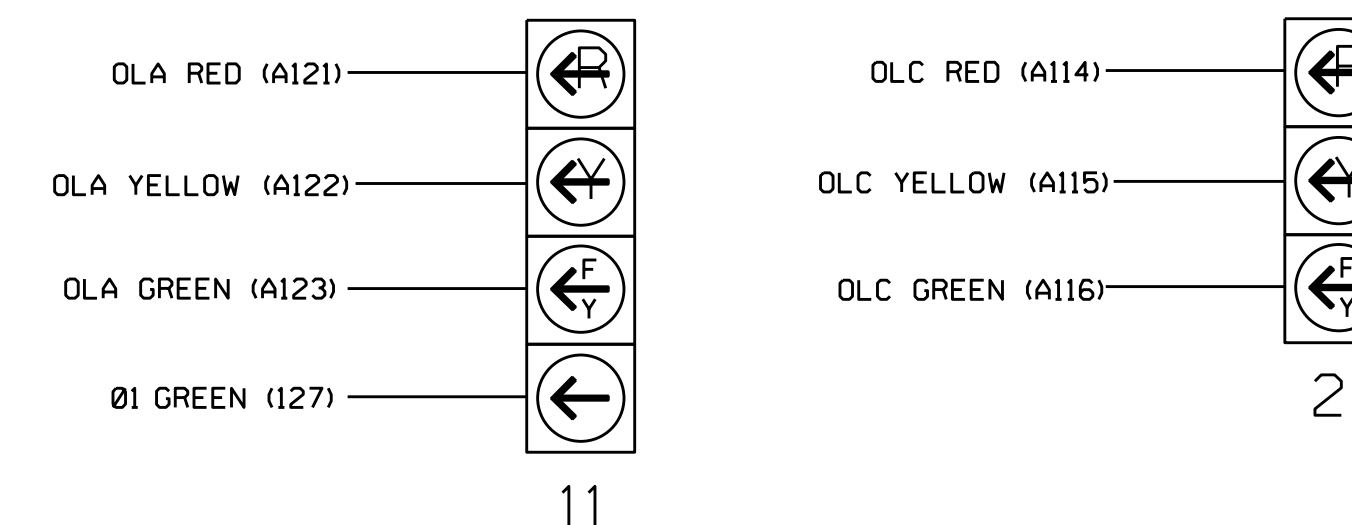 OLA RED (A121)
R
OLA YELLOW (A122)
Y
OLA GREEN (A123)
F
Y
Ø1 GREEN (127)
11
OLC RED (A114)
R
OLC YELLOW (A115)
Y
OLC GREEN (A116)
F
Y
2